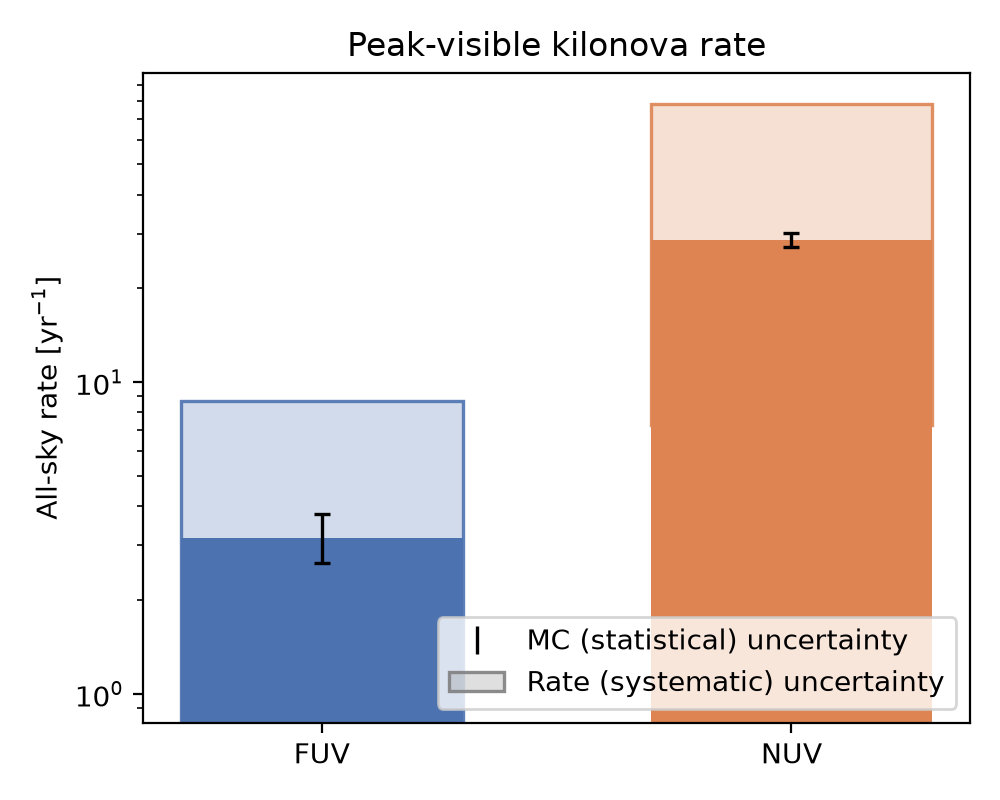 Peak-visible kilonova rate
All-sky rate [yr⁻¹]
10¹
10⁰
MC (statistical) uncertainty
Rate (systematic) uncertainty
FUV
NUV